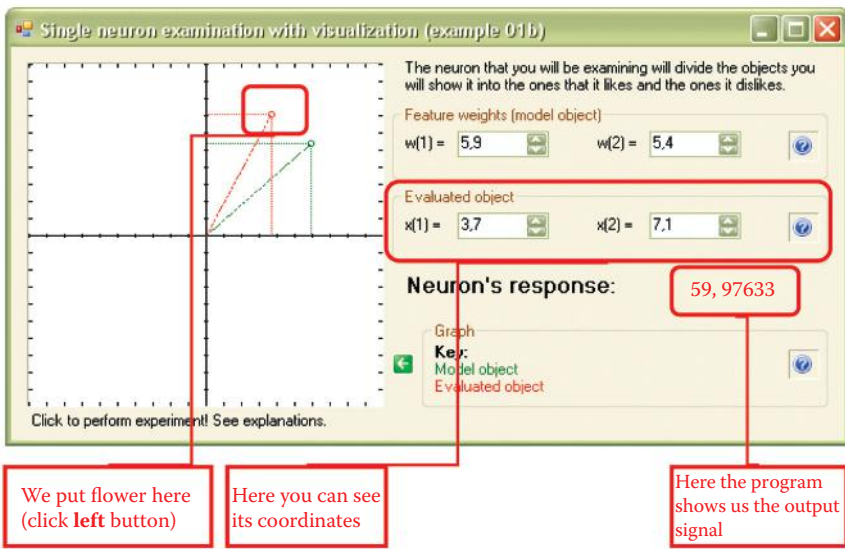 Single neuron examination with visualization (example 01b)
The neuron that you will be examining will divide the objects you
will show it into the ones that it likes and the ones it dislikes.
Feature weights (model object)
w(1) = 5,9 w(2) = 5,4
Evaluated object
x(1) = 3,7 x(2) = 7,1
Neuron's response: 59, 97633
Graph
Key:
Model object
Evaluated object
Click to perform experiment! See explanations.
We put flower here
(click left button)
Here you can see
its coordinates
Here the program
shows us the output
signal